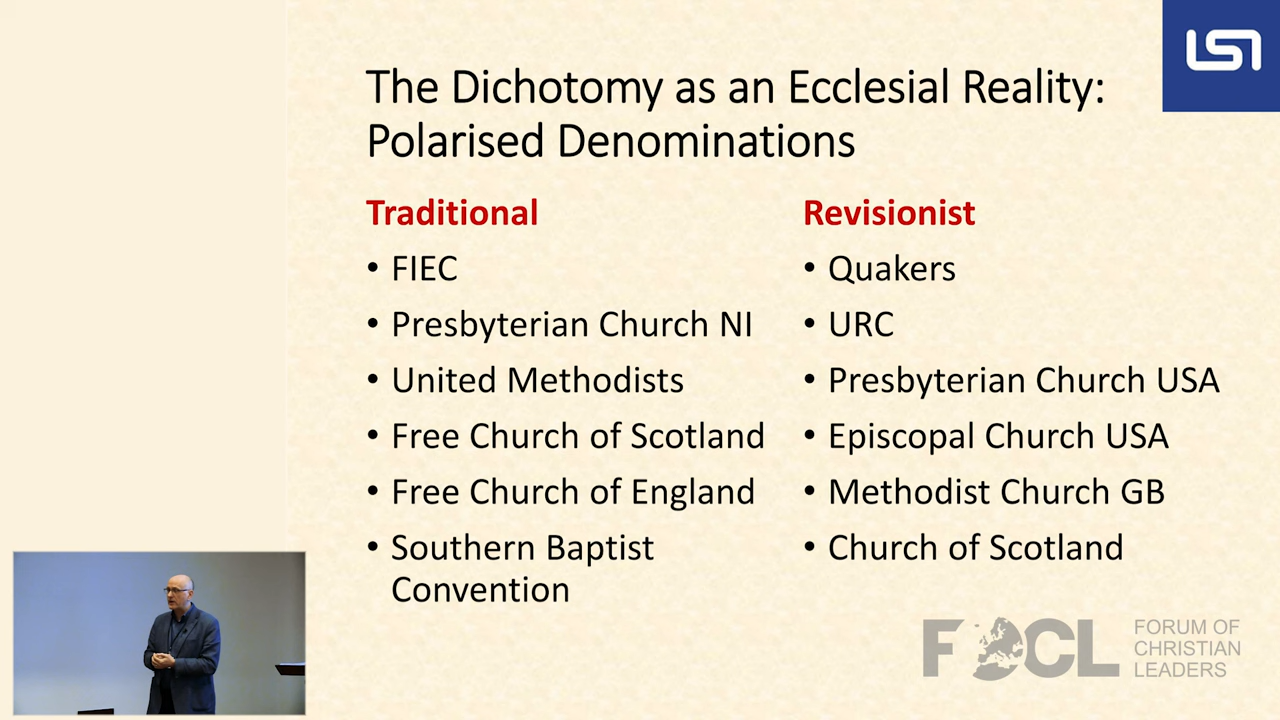 The Dichotomy as an Ecclesial Reality:
Polarised Denominations
Traditional
• FIEC
• Presbyterian Church NI
• United Methodists
• Free Church of Scotland
• Free Church of England
• Southern Baptist
Convention
Revisionist
• Quakers
• URC
• Presbyterian Church USA
• Episcopal Church USA
• Methodist Church GB
• Church of Scotland
FOCL
FORUM OF
CHRISTIAN
LEADERS